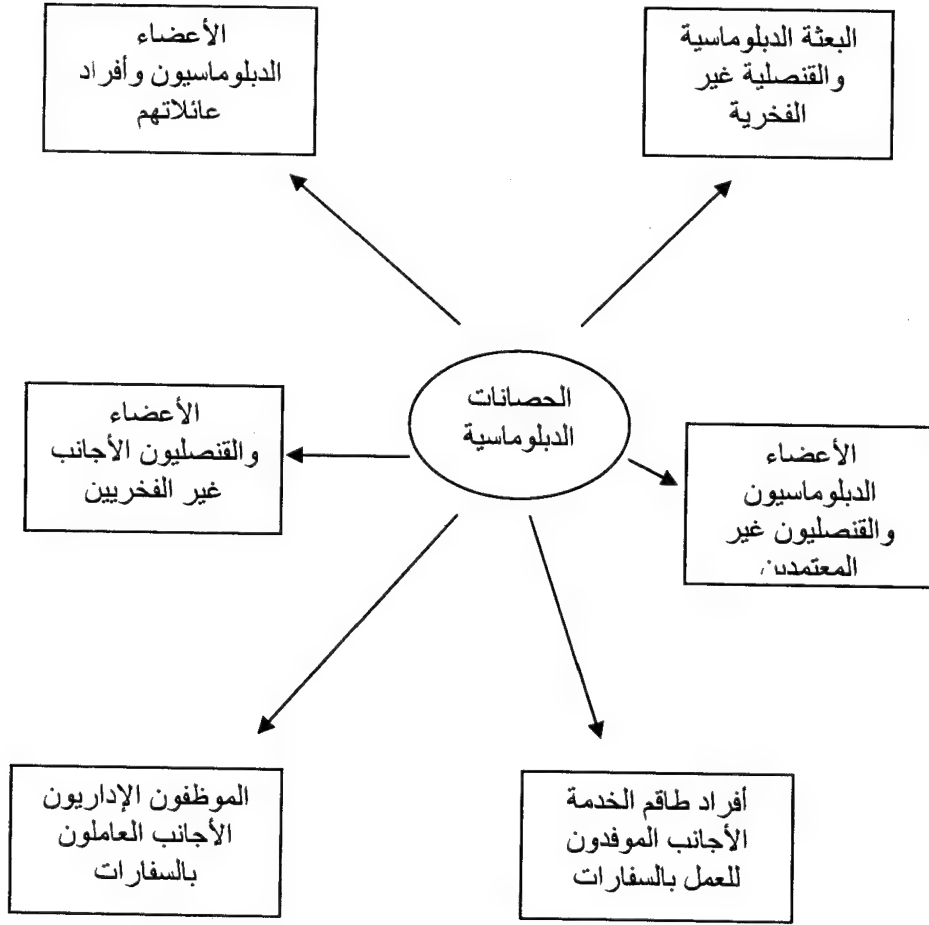 البعثة الدبلوماسية
والقنصلية غير
الفخرية
الأعضاء
الدبلوماسيون وأفراد
عائلاتهم
الحصانات
الدبلوماسية
الأعضاء
الدبلوماسيون
والقنصليون غير
المعتمدين
الأعضاء
والقنصليون الأجانب
غير الفخريين
أفراد طاقم الخدمة
الأجانب الموفدون
للعمل بالسفارات
الموظفون الإداريون
الأجانب العاملون
بالسفارات